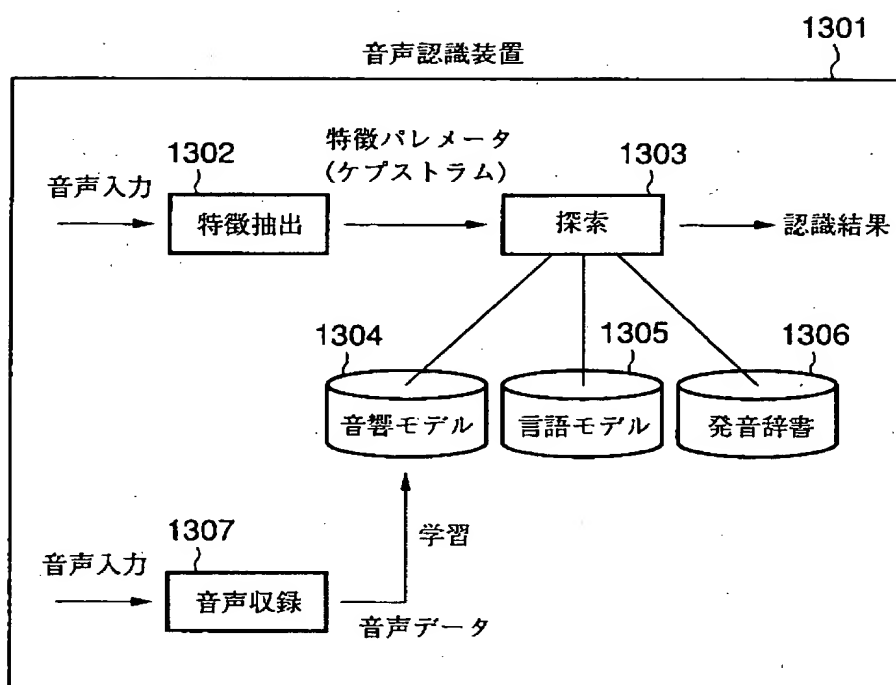 1301
音声認識装置
特徴パレメータ
(ケプストラム)
1302
1303
音声入力
特徴抽出
探索
認識結果
1304
1305
1306
音響モデル
言語モデル
発音辞書
1307
学習
音声入力
音声収録
音声データ